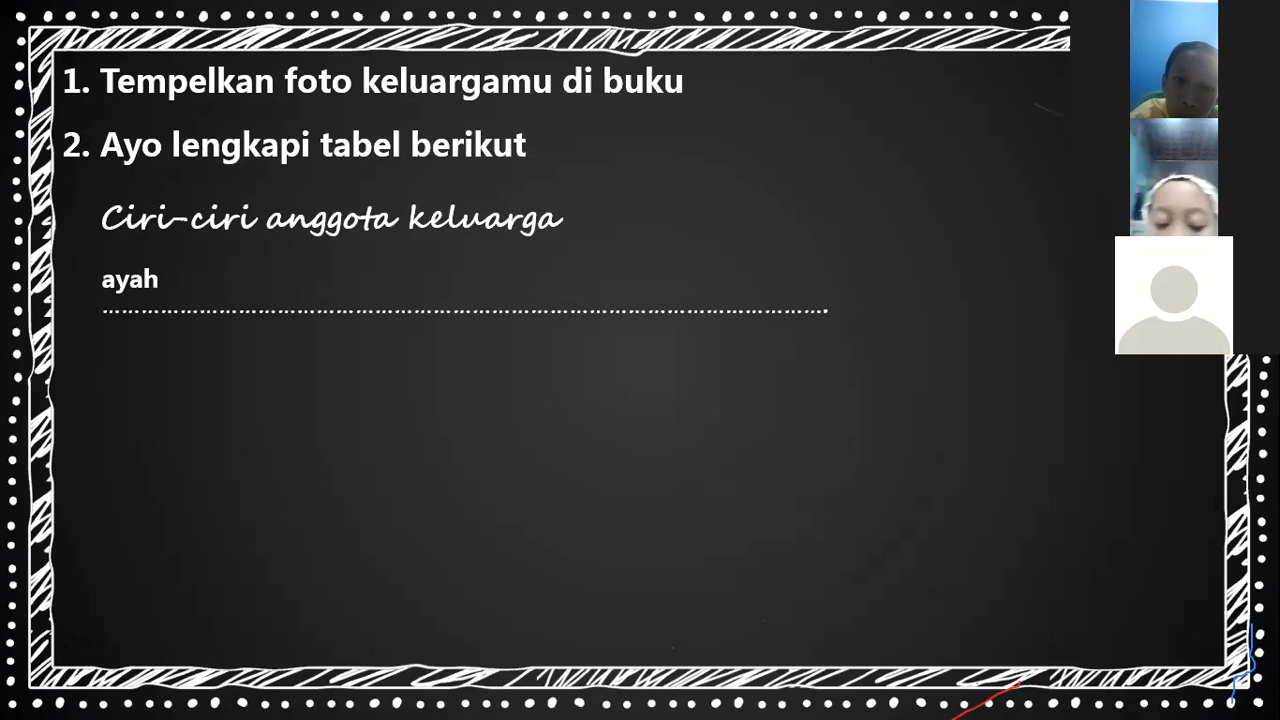 1. Tempelkan foto keluargamu di buku
2. Ayo lengkapi tabel berikut
Ciri-ciri anggota keluarga
ayah
………………………………………………………………………………………………….